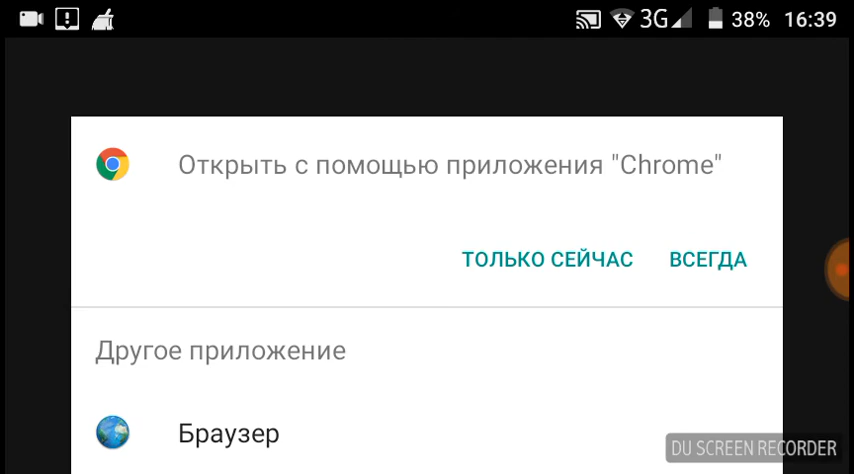 3G 38% 16:39
Открыть с помощью приложения "Chrome"
ТОЛЬКО СЕЙЧАС ВСЕГДА
Другое приложение
Браузер
DU SCREEN RECORDER